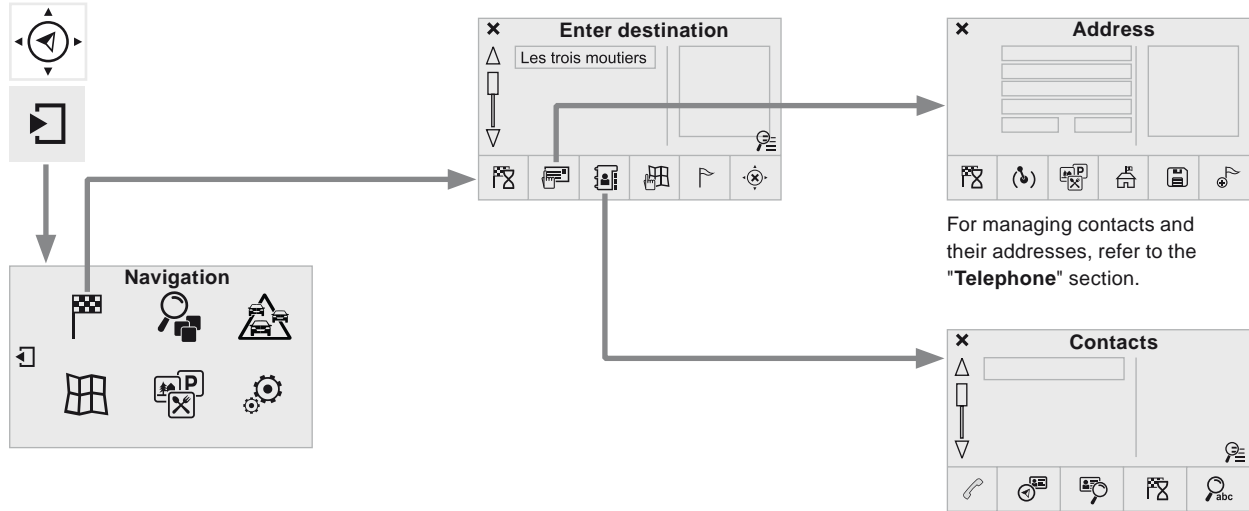 Enter destination
Les trois moutiers
Address
P
For managing contacts and
their addresses, refer to the
"Telephone" section.
Navigation
P
Contacts
abc